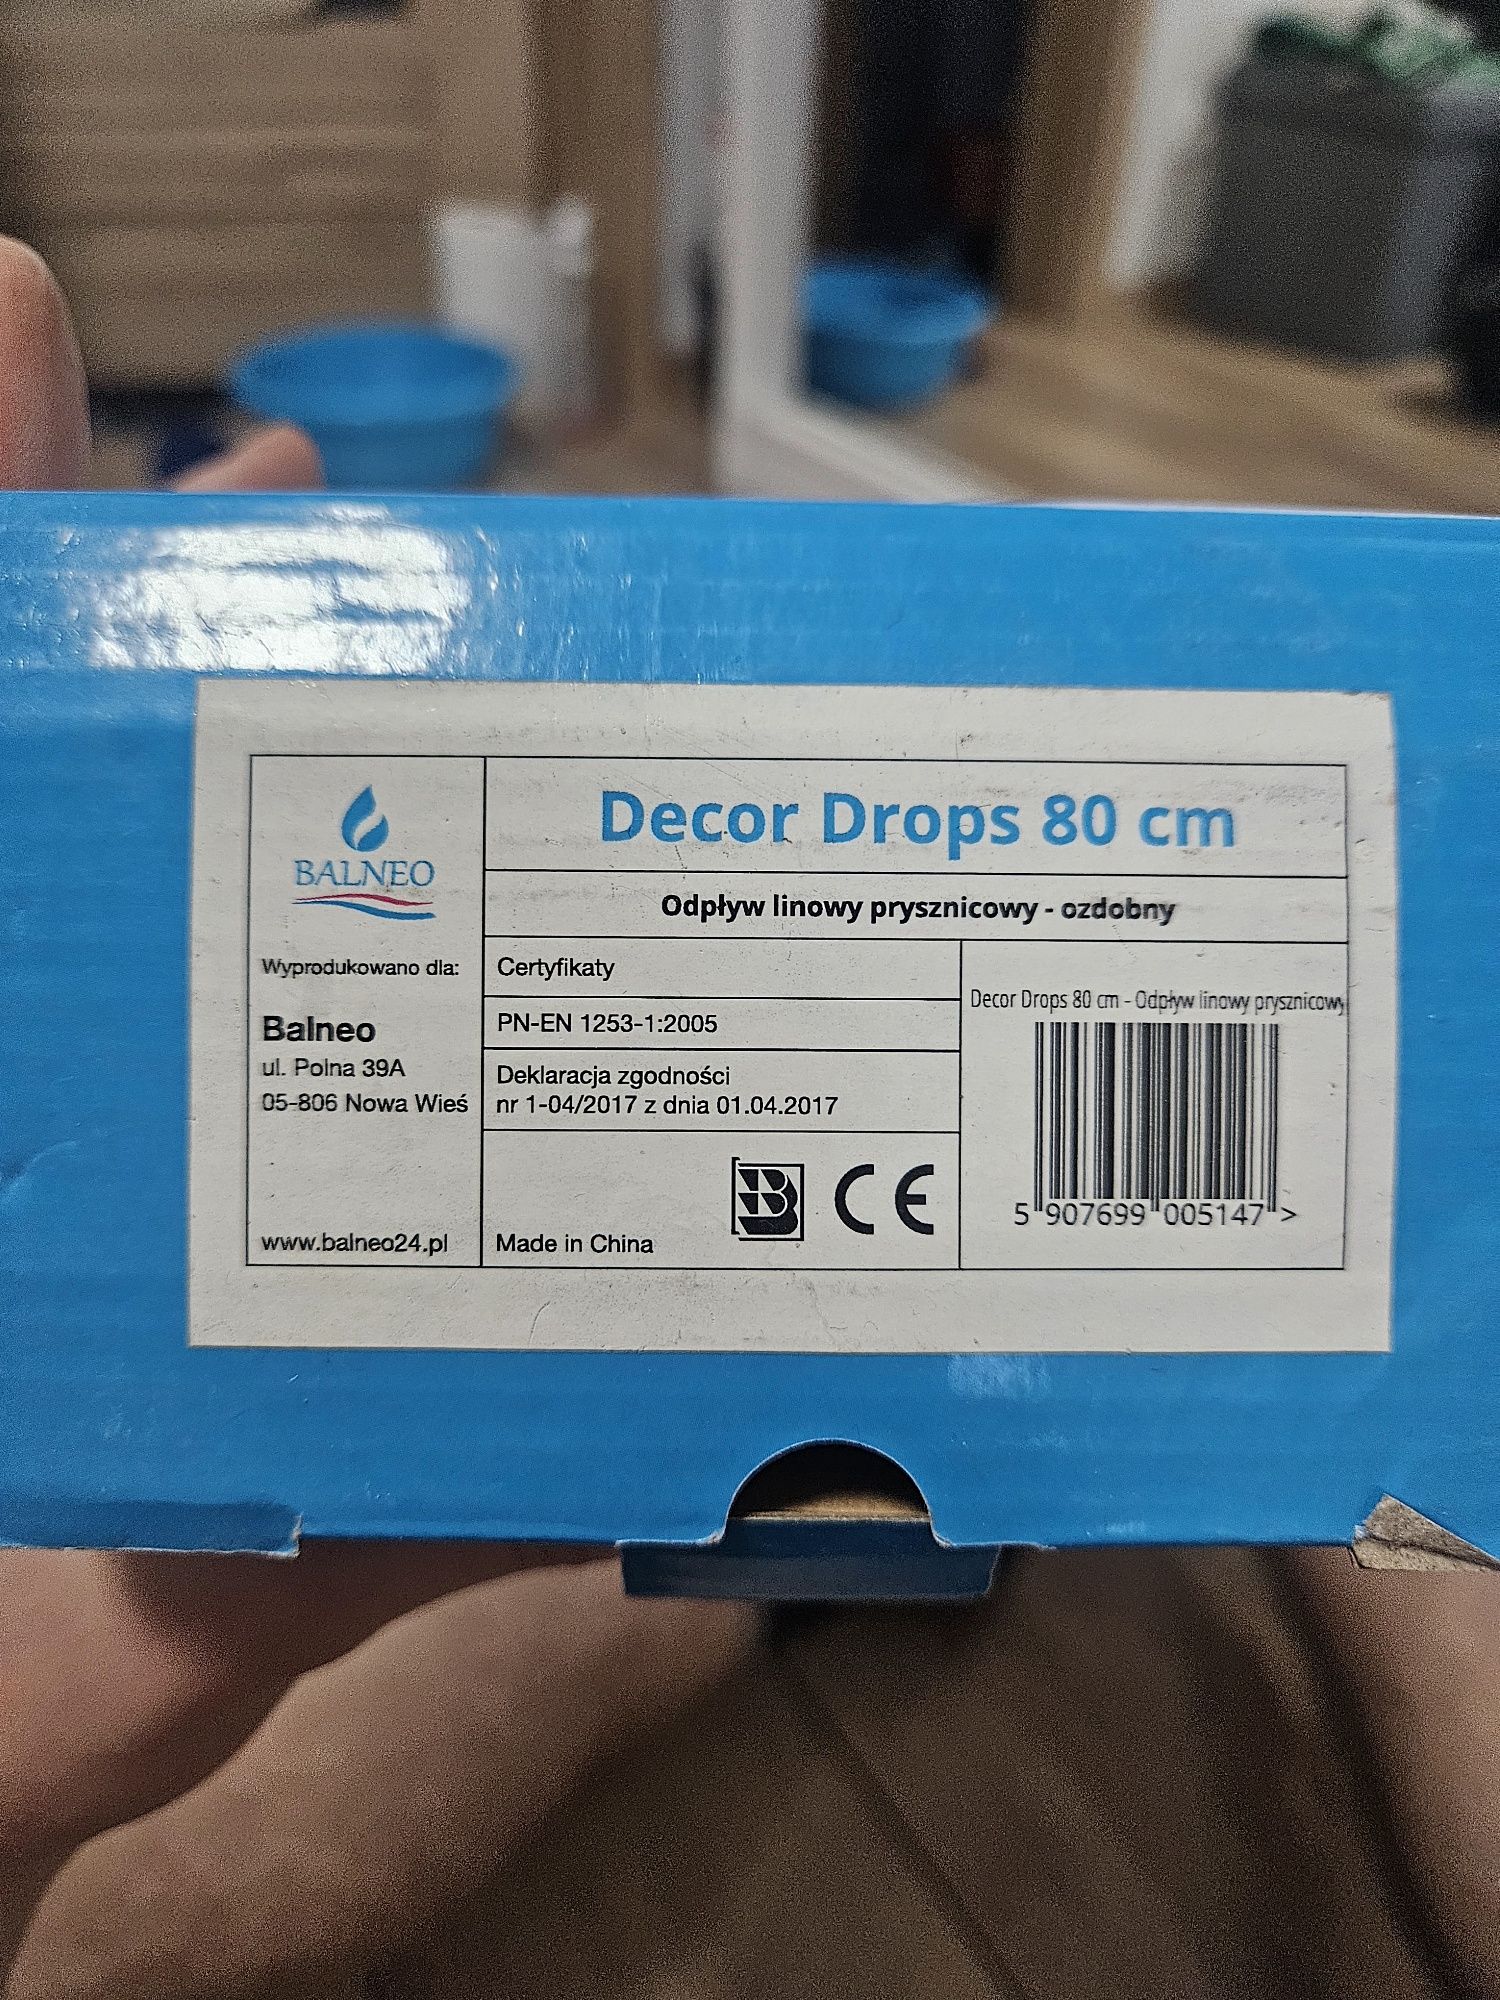 BALNEO
Wyprodukowano dla:
Balneo
ul. Polna 39A
05-806 Nowa Wieś
www.balneo24.pl
Decor Drops 80 cm
Odpływ linowy prysznicowy - ozdobny
Certyfikaty
PN-EN 1253-1:2005
Deklaracja zgodności
nr 1-04/2017 z dnia 01.04.2017
Made in China
B CE
Decor Drops 80 cm - Odpływ linowy prysznicowy
5 907699 005147 >